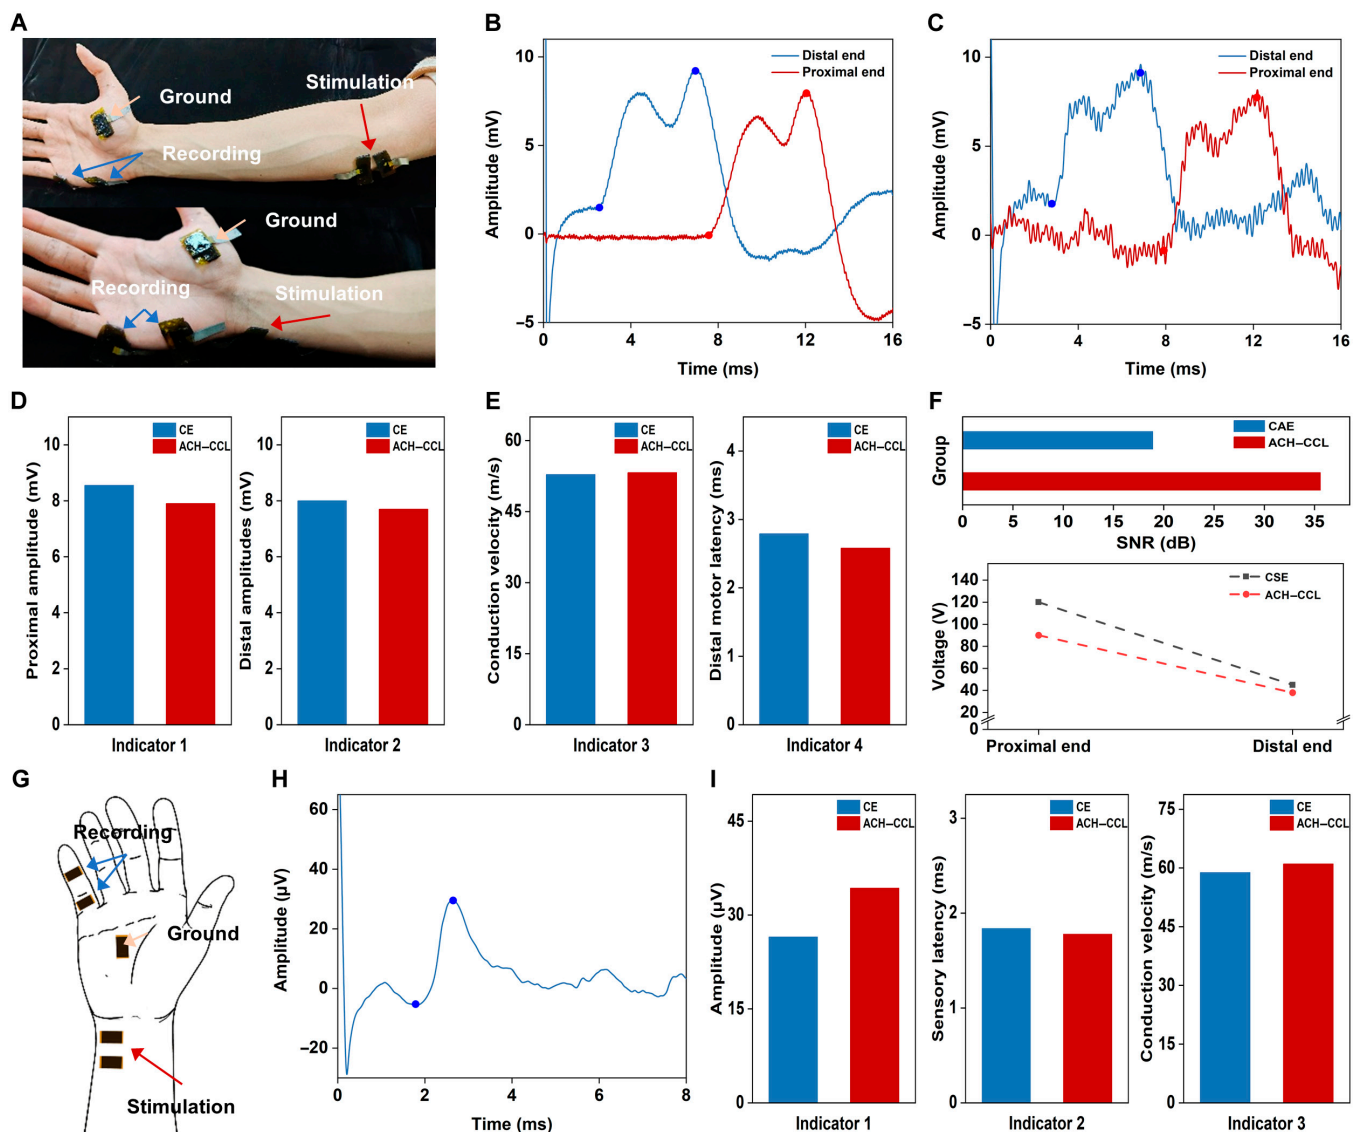 A
Ground
Stimulation
Recording
Ground
Recording
Stimulation
B
Distal end
Proximal end
10
5
0
−5
Amplitude (mV)
0 4 8 12 16
Time (ms)
C
Distal end
Proximal end
10
5
0
−5
Amplitude (mV)
0 4 8 12 16
Time (ms)
D
CE
ACH−CCL
10
8
6
4
2
0
Proximal amplitude (mV)
Indicator 1
CE
ACH−CCL
10
8
6
4
2
0
Distal amplitudes (mV)
Indicator 2
E
CE
ACH−CCL
60
45
30
15
0
Conduction velocity (m/s)
Indicator 3
CE
ACH−CCL
4
3
2
1
0
Distal motor latency (ms)
Indicator 4
F
CAE
ACH−CCL
Group
0 5 10 15 20 25 30 35
SNR (dB)
CSE
ACH−CCL
140
120
100
80
60
40
20
0
Voltage (V)
Proximal end Distal end
G
Recording
Ground
Stimulation
H
60
40
20
0
−20
Amplitude (µV)
0 2 4 6 8
Time (ms)
I
CE
ACH−CCL
45
30
15
0
Amplitude (µV)
Indicator 1
CE
ACH−CCL
3
2
1
0
Sensory latency (ms)
Indicator 2
CE
ACH−CCL
75
60
45
30
15
0
Conduction velocity (m/s)
Indicator 3